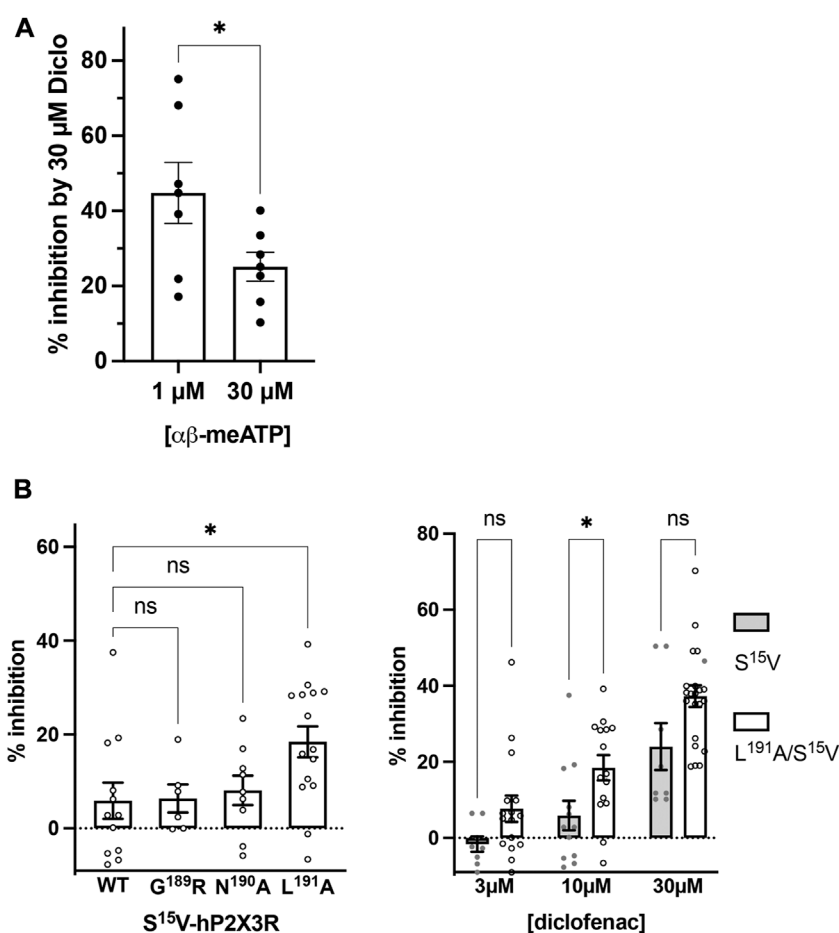 A
*
% inhibition by 30 µM Diclo
80
60
40
20
0
1 µM 30 µM
[αβ-meATP]
B
% inhibition
60
40
20
0
*
ns
ns
WT G¹⁸⁹R N¹⁹⁰A L¹⁹¹A
S¹⁵V-hP2X3R
% inhibition
80
60
40
20
0
ns * ns
3µM 10µM 30µM
[diclofenac]
S¹⁵V
L¹⁹¹A/S¹⁵V